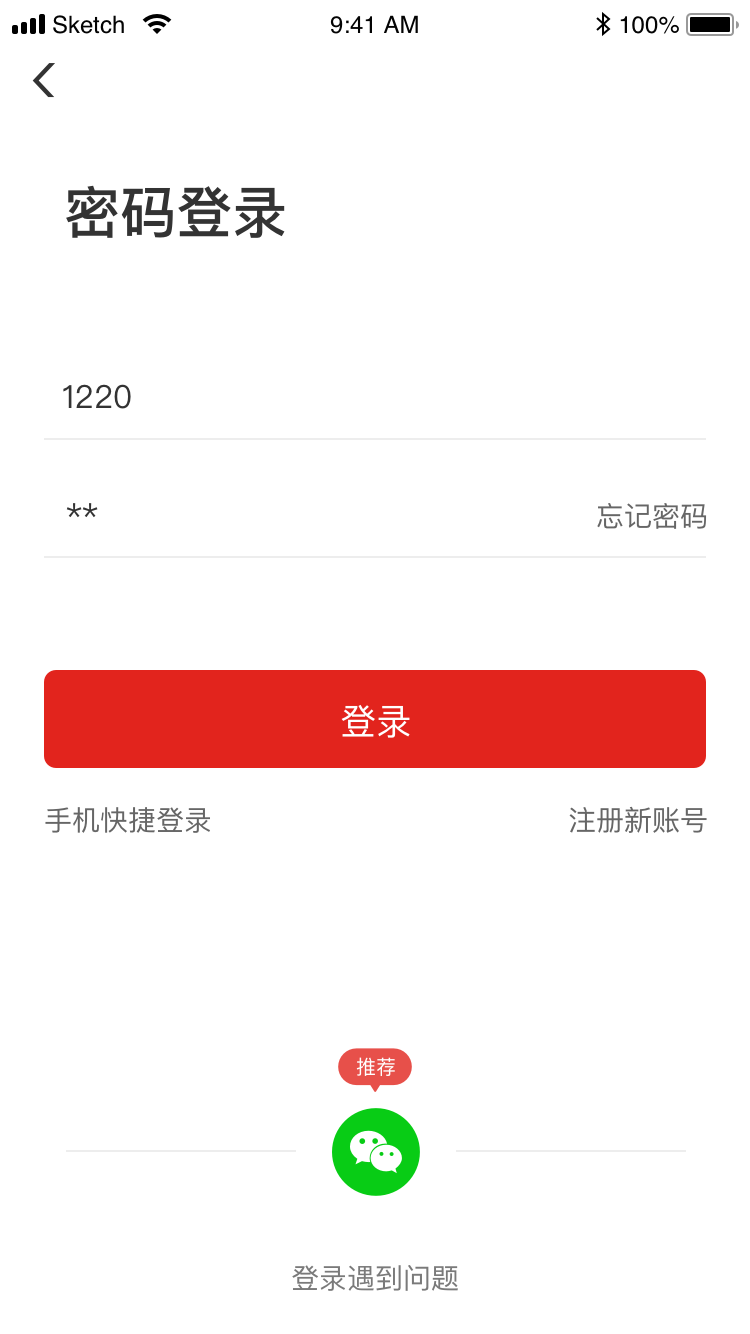 Sketch 9:41 AM 100%
密码登录
1220
** 忘记密码
登录
手机快捷登录 注册新账号
推荐
登录遇到问题